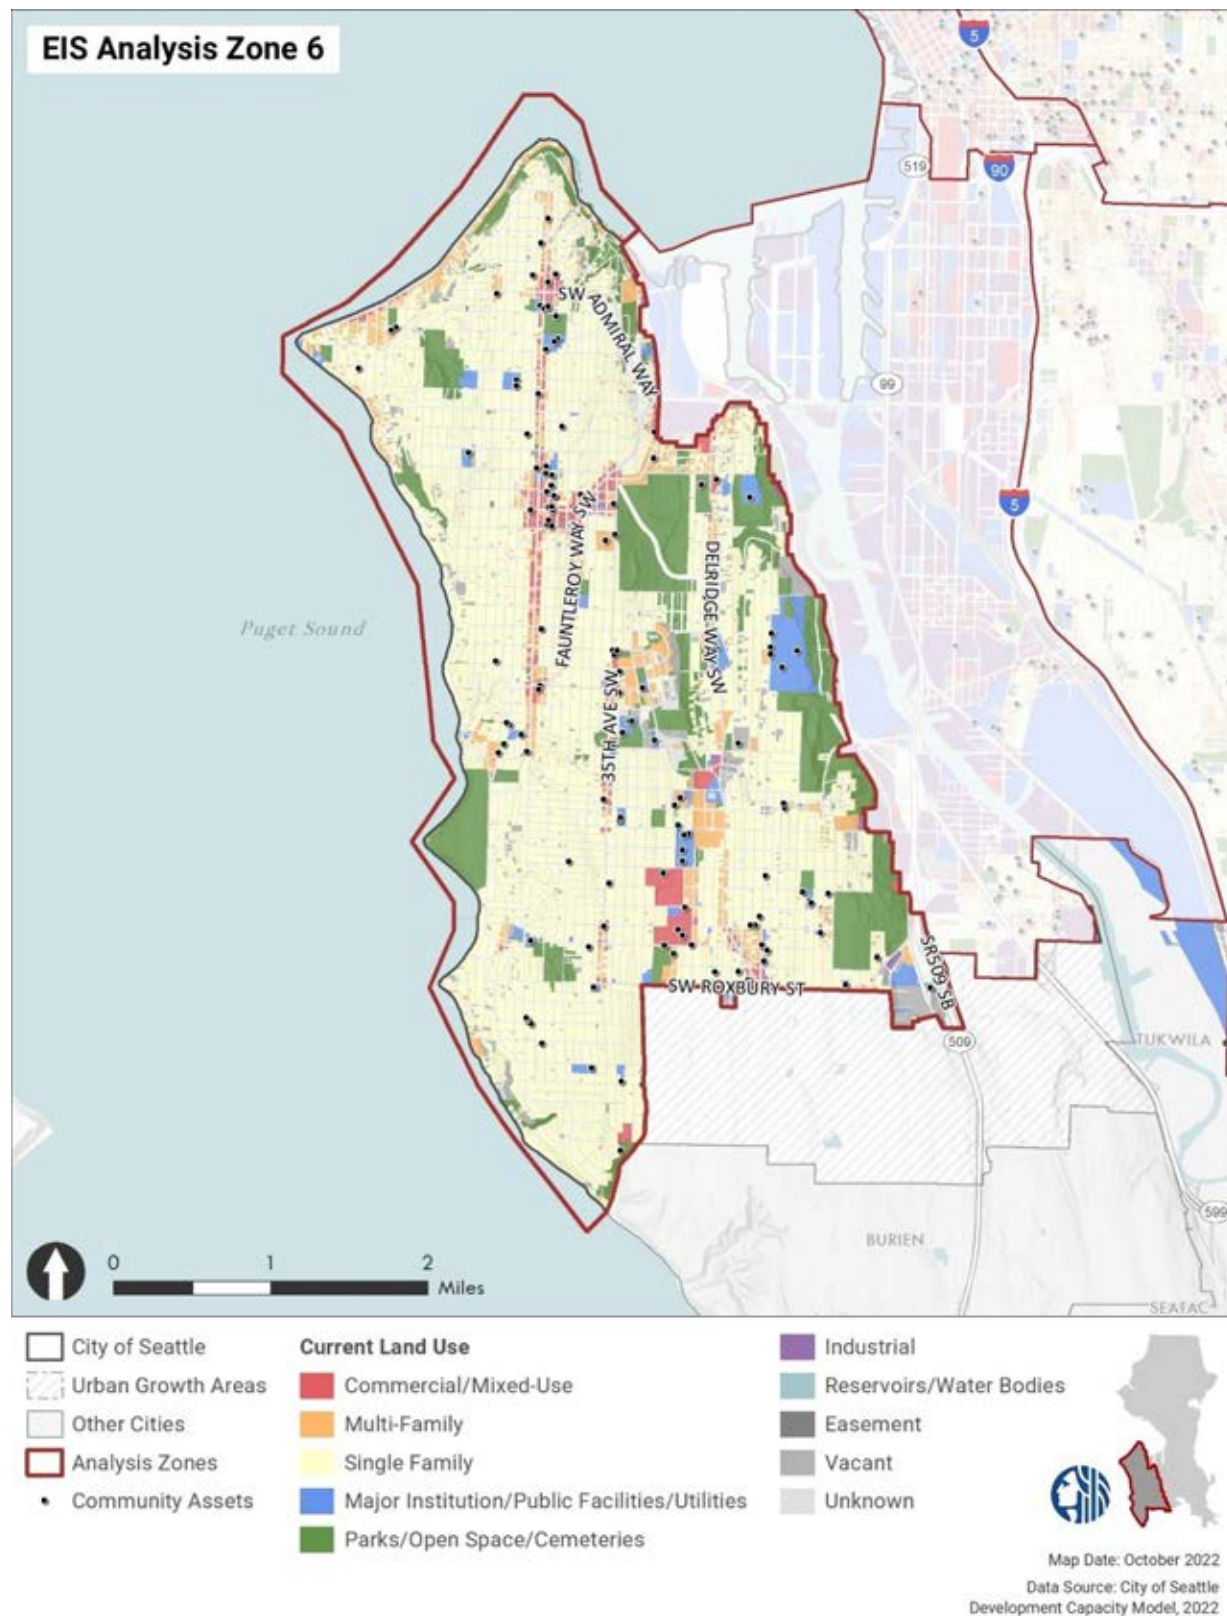 EIS Analysis Zone 6
5
519
90
SW ADMIRAL WAY
99
5
FAUNTLEROY WAY SW
DELRIDGE WAY SW
Puget Sound
35TH AVE SW
SW ROXBURY ST
SR509 SB
509
TUKWILA
599
BURIEN
SEATAC
0 1 2
Miles
City of Seattle
Urban Growth Areas
Other Cities
Analysis Zones
Community Assets
Current Land Use
Commercial/Mixed-Use
Multi-Family
Single Family
Major Institution/Public Facilities/Utilities
Parks/Open Space/Cemeteries
Industrial
Reservoirs/Water Bodies
Easement
Vacant
Unknown
Map Date: October 2022
Data Source: City of Seattle
Development Capacity Model, 2022